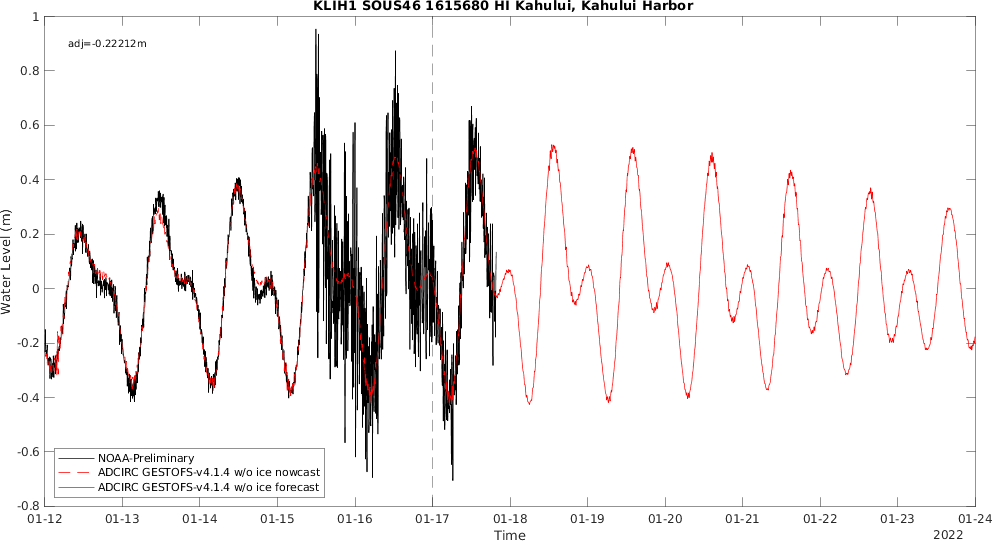 KLIH1 SOUS46 1615680 HI Kahului, Kahului Harbor
adj=-0.22212m
1
0.8
0.6
0.4
0.2
0
-0.2
-0.4
-0.6
-0.8
Water Level (m)
NOAA-Preliminary
ADCIRC GESTOFS-v4.1.4 w/o ice nowcast
ADCIRC GESTOFS-v4.1.4 w/o ice forecast
01-12 01-13 01-14 01-15 01-16 01-17 01-18 01-19 01-20 01-21 01-22 01-23 01-24
Time
2022